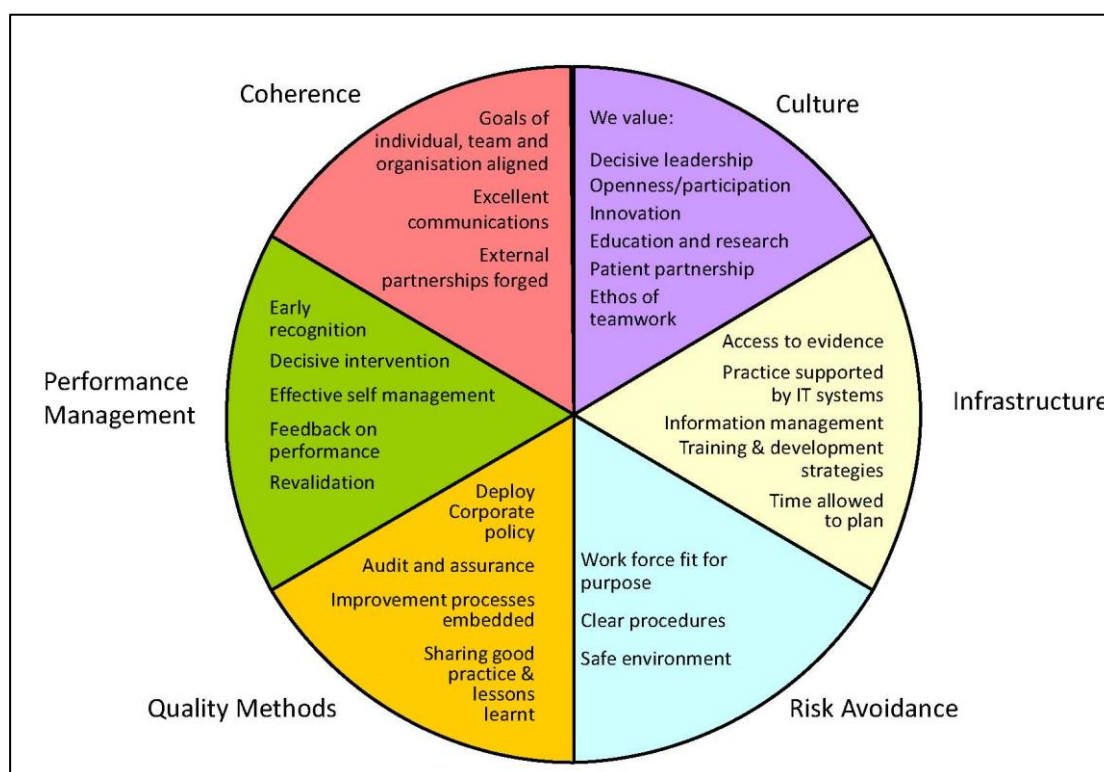 Coherence
Goals of
individual, team and
organisation aligned
Excellent
communications
External
partnerships forged
Culture
We value:
Decisive leadership
Openness/participation
Innovation
Education and research
Patient partnership
Ethos of
teamwork
Performance
Management
Early
recognition
Decisive intervention
Effective self management
Feedback on
performance
Revalidation
Infrastructure
Access to evidence
Practice supported
by IT systems
Information management
Training & development
strategies
Time allowed
to plan
Quality Methods
Deploy
Corporate
policy
Audit and assurance
Improvement processes
embedded
Sharing good
practice &
lessons
learnt
Risk Avoidance
Work force fit for
purpose
Clear procedures
Safe environment